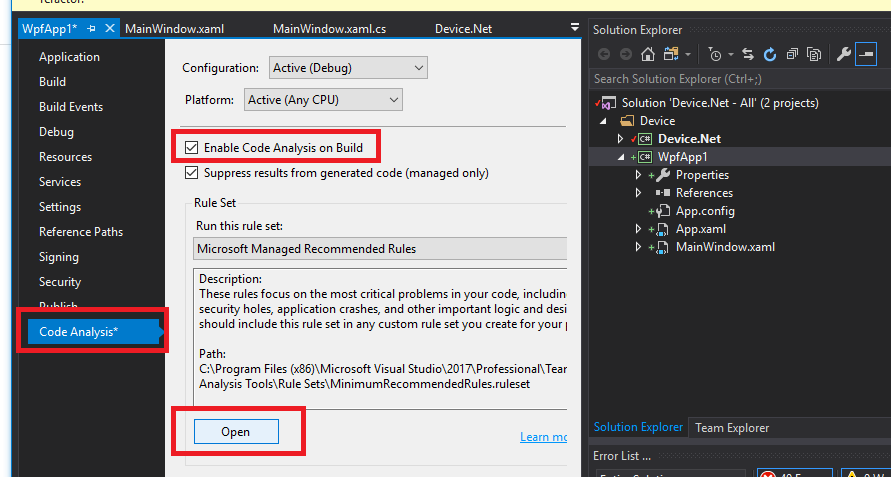 refactor.
WpfApp1*
MainWindow.xaml
MainWindow.xaml.cs
Device.Net
Application
Build
Build Events
Debug
Resources
Services
Settings
Reference Paths
Signing
Security
Publish
Code Analysis*
Configuration: Active (Debug)
Platform: Active (Any CPU)
Enable Code Analysis on Build
Suppress results from generated code (managed only)
Rule Set
Run this rule set:
Microsoft Managed Recommended Rules
Description:
These rules focus on the most critical problems in your code, including
security holes, application crashes, and other important logic and desi
should include this rule set in any custom rule set you create for your p
Path:
C:\Program Files (x86)\Microsoft Visual Studio\2017\Professional\Team
Analysis Tools\Rule Sets\MinimumRecommendedRules.ruleset
Open
Learn mo
Solution Explorer
Search Solution Explorer (Ctrl+;)
Solution 'Device.Net - All' (2 projects)
Device
C# Device.Net
C# WpfApp1
Properties
References
App.config
App.xaml
MainWindow.xaml
Solution Explorer
Team Explorer
Error List ...